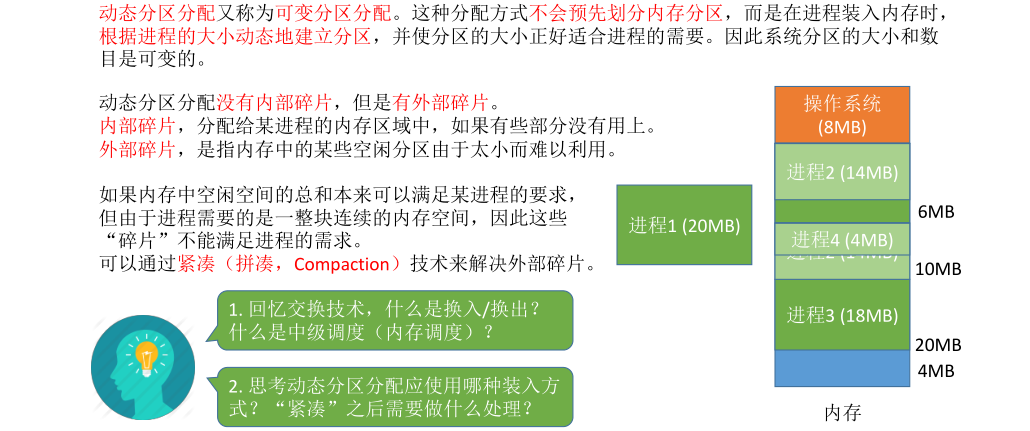 动态分区分配又称为可变分区分配。这种分配方式不会预先划分内存分区，而是在进程装入内存时，
根据进程的大小动态地建立分区，并使分区的大小正好适合进程的需要。因此系统分区的大小和数
目是可变的。
动态分区分配没有内部碎片，但是有外部碎片。
内部碎片，分配给某进程的内存区域中，如果有些部分没有用上。
外部碎片，是指内存中的某些空闲分区由于太小而难以利用。
如果内存中空闲空间的总和本来可以满足某进程的要求，
但由于进程需要的是一整块连续的内存空间，因此这些
“碎片”不能满足进程的需求。
可以通过紧凑（拼凑，Compaction）技术来解决外部碎片。
1. 回忆交换技术，什么是换入/换出？
什么是中级调度（内存调度）？
2. 思考动态分区分配应使用哪种装入方
式？“紧凑”之后需要做什么处理？
进程1 (20MB)
操作系统
(8MB)
进程2 (14MB)
6MB
进程4 (4MB)
10MB
进程3 (18MB)
20MB
4MB
内存